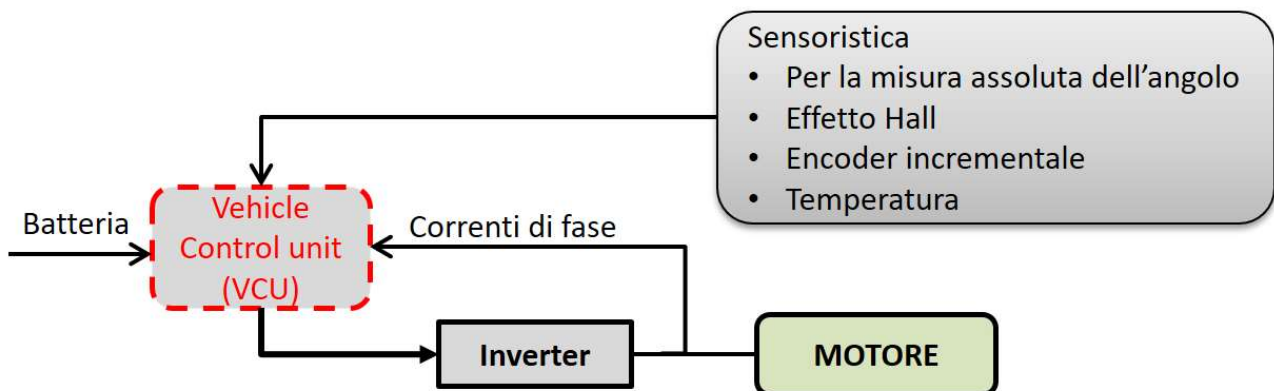 Sensoristica
• Per la misura assoluta dell'angolo
• Effetto Hall
• Encoder incrementale
• Temperatura
Batteria
Vehicle
Control unit
(VCU)
Correnti di fase
Inverter
MOTORE